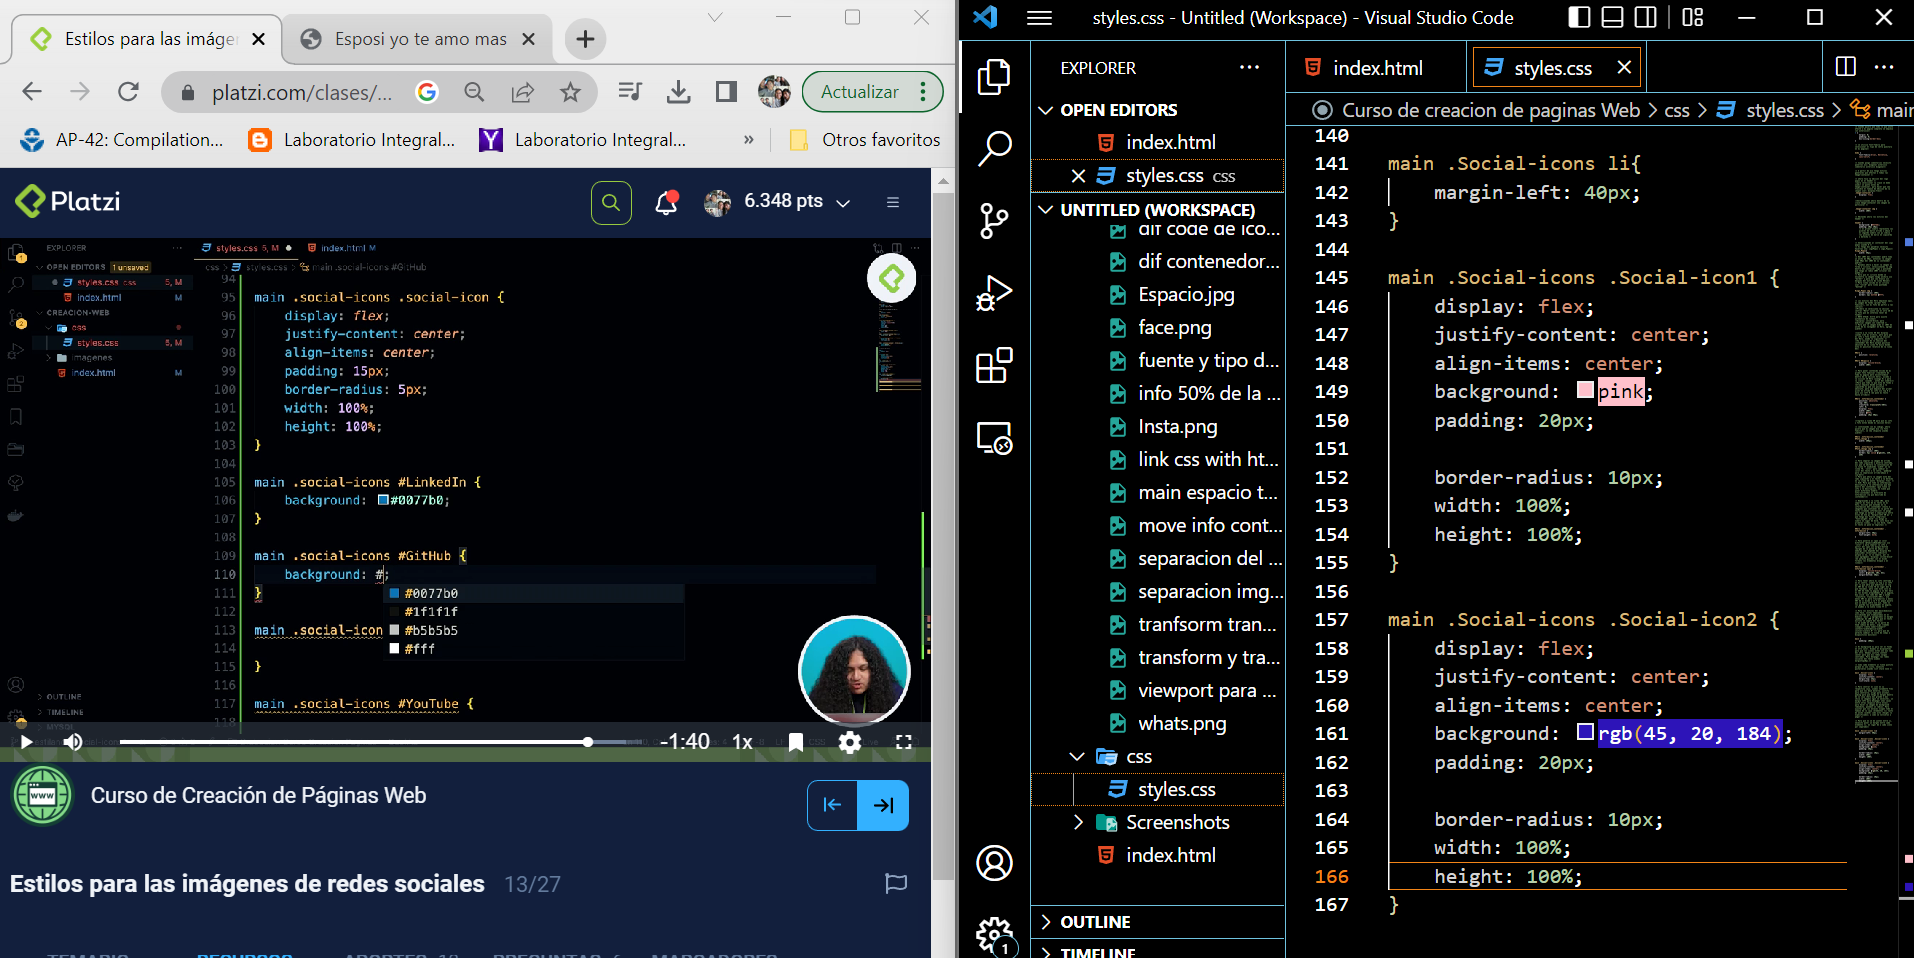 Estilos para las imáge
Esposi yo te amo mas
platzi.com/clases/...
Actualizar
AP-42: Compilation...
Laboratorio Integral...
Laboratorio Integral...
»
Otros favoritos
Platzi
6.348 pts
EXPLORER
styles.css 5, M
index.html M
css > styles.css > main .social-icons #GitHub
OPEN EDITORS 1 unsaved
styles.css css 5, M
index.html M
CREACION-WEB
css
styles.css 5, M
imagenes
index.html M
OUTLINE
TIMELINE
MYSQL
94
95 main .social-icons .social-icon {
96 display: flex;
97 justify-content: center;
98 align-items: center;
99 padding: 15px;
100 border-radius: 5px;
101 width: 100%;
102 height: 100%;
103 }
104
105 main .social-icons #LinkedIn {
106 background: #0077b0;
107 }
108
109 main .social-icons #GitHub {
110 background: #;
111 }
#0077b0
112
#1f1f1f
113 main .social-icon
#b5b5b5
114
#fff
115 }
116
117 main .social-icons #YouTube {
118
-1:40 1x
Curso de Creación de Páginas Web
Estilos para las imágenes de redes sociales 13/27
styles.css - Untitled (Workspace) - Visual Studio Code
EXPLORER
index.html
styles.css
OPEN EDITORS
index.html
styles.css css
UNTITLED (WORKSPACE)
dif code de ico...
dif contenedor...
Espacio.jpg
face.png
fuente y tipo d...
info 50% de la ...
Insta.png
link css with ht...
main espacio t...
move info cont...
separacion del ...
separacion img...
tranfsorm tran...
transform y tra...
viewport para ...
whats.png
css
styles.css
Screenshots
index.html
OUTLINE
TIMELINE
1
Curso de creacion de paginas Web > css > styles.css > main
140
141 main .Social-icons li{
142 margin-left: 40px;
143 }
144
145 main .Social-icons .Social-icon1 {
146 display: flex;
147 justify-content: center;
148 align-items: center;
149 background: pink;
150 padding: 20px;
151
152 border-radius: 10px;
153 width: 100%;
154 height: 100%;
155 }
156
157 main .Social-icons .Social-icon2 {
158 display: flex;
159 justify-content: center;
160 align-items: center;
161 background: rgb(45, 20, 184);
162 padding: 20px;
163
164 border-radius: 10px;
165 width: 100%;
166 height: 100%;
167 }